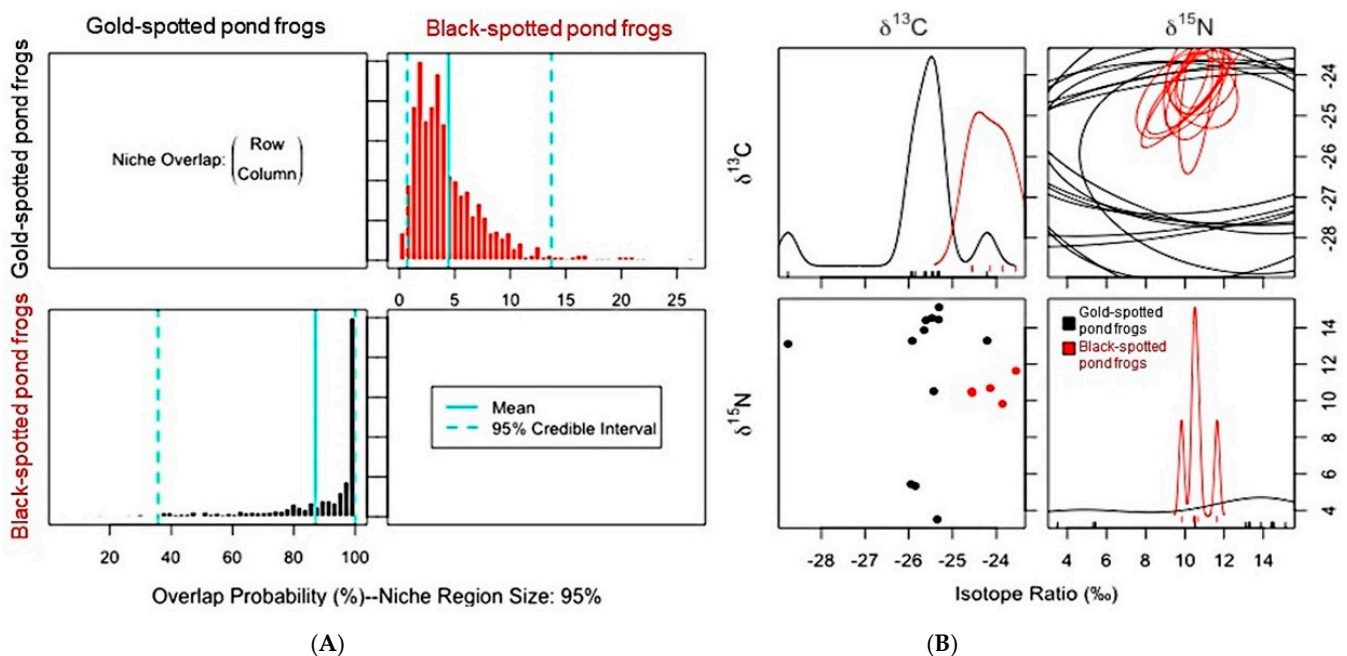 Gold-spotted pond frogs
Black-spotted pond frogs
Gold-spotted pond frogs
Niche Overlap: (Row
Column)
0 5 10 15 20 25
Black-spotted pond frogs
Mean
95% Credible Interval
20 40 60 80 100
Overlap Probability (%)--Niche Region Size: 95%
(A)
B
δ13C
δ15N
δ13C
-24
-25
-26
-27
-28
δ15N
Gold-spotted
pond frogs
Black-spotted
pond frogs
14
12
10
8
6
4
-28 -27 -26 -25 -24
4 6 8 10 12 14
Isotope Ratio (‰)
(B)